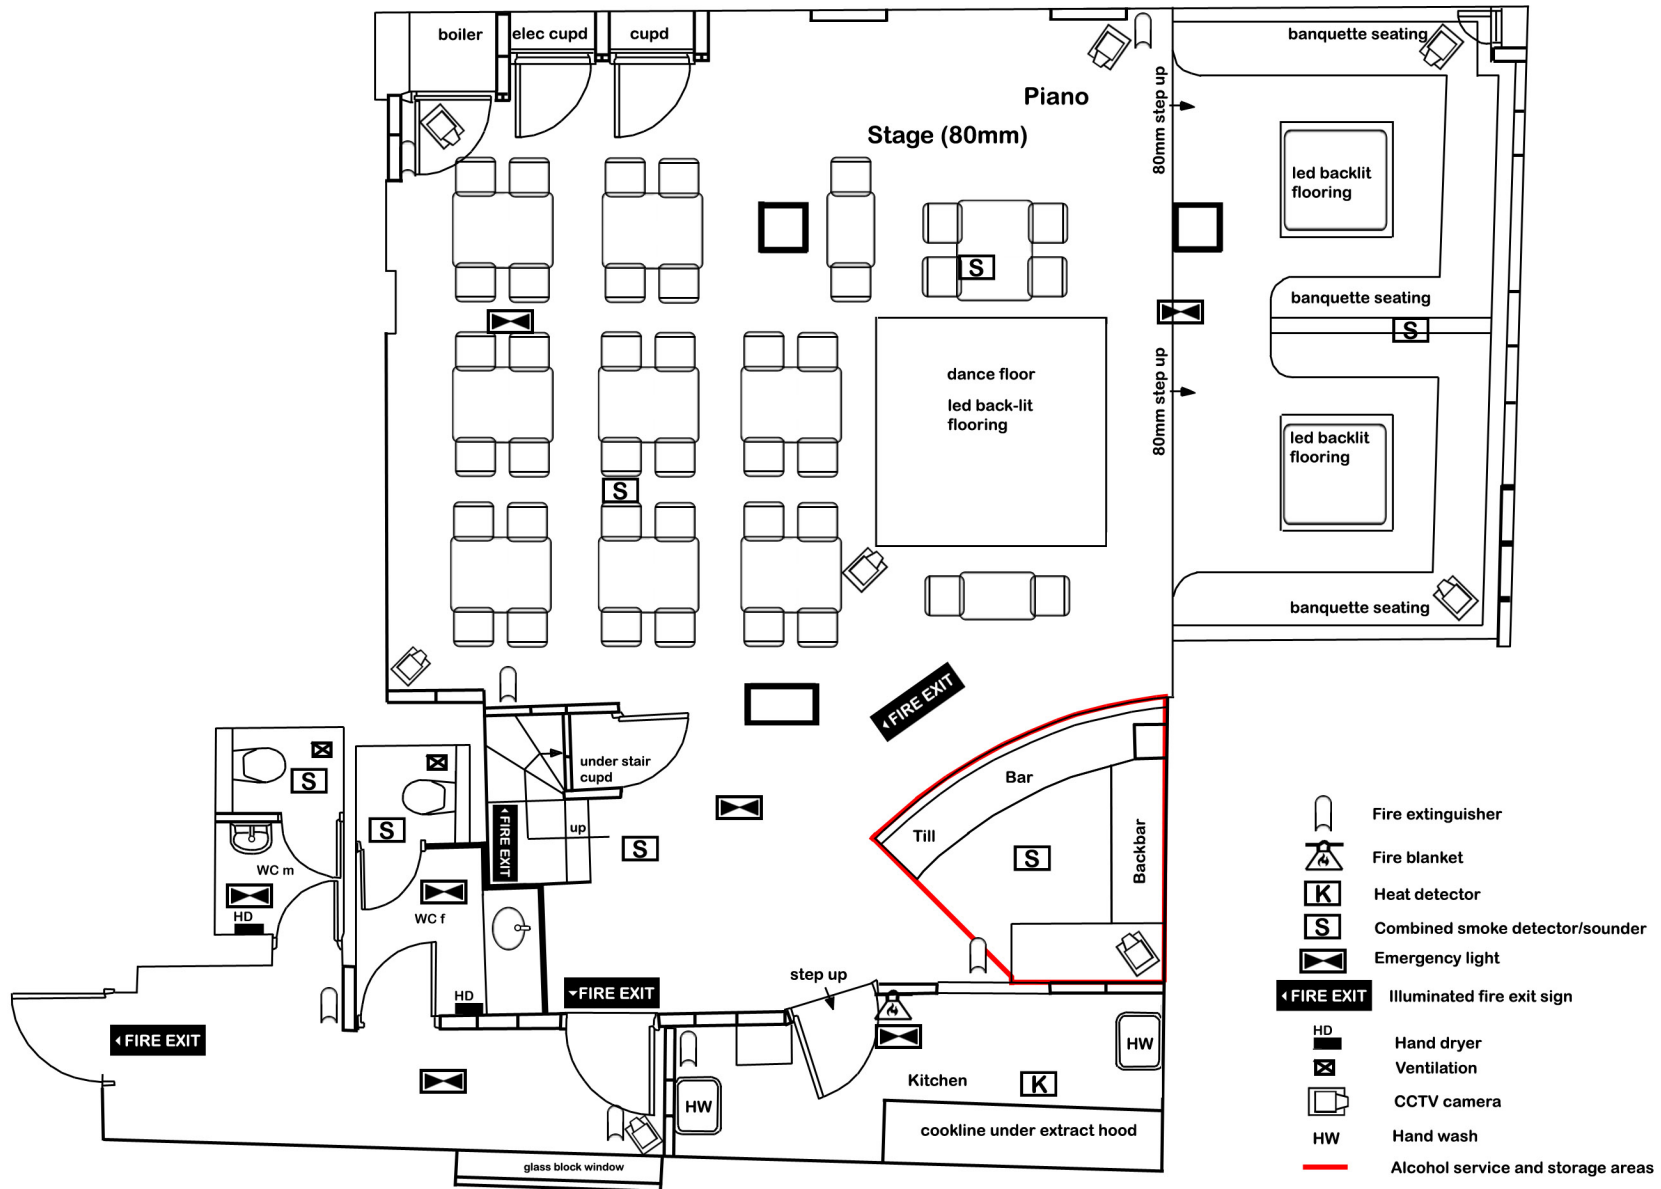 boiler
elec cupd
cupd
banquette seating
Piano
Stage (80mm)
80mm step up
led backlit
flooring
S
banquette seating
S
dance floor
led back-lit
flooring
80mm step up
led backlit
flooring
S
banquette seating
FIRE EXIT
under stair
cupd
Bar
S
FIRE EXIT
up
Till
S
S
S
Backbar
WC m
HD
WC f
HD
step up
FIRE EXIT
FIRE EXIT
HW
HW
Kitchen
K
cookline under extract hood
glass block window
Fire extinguisher
Fire blanket
K
Heat detector
S
Combined smoke detector/sounder
Emergency light
FIRE EXIT
Illuminated fire exit sign
HD
Hand dryer
Ventilation
CCTV camera
HW
Hand wash
Alcohol service and storage areas